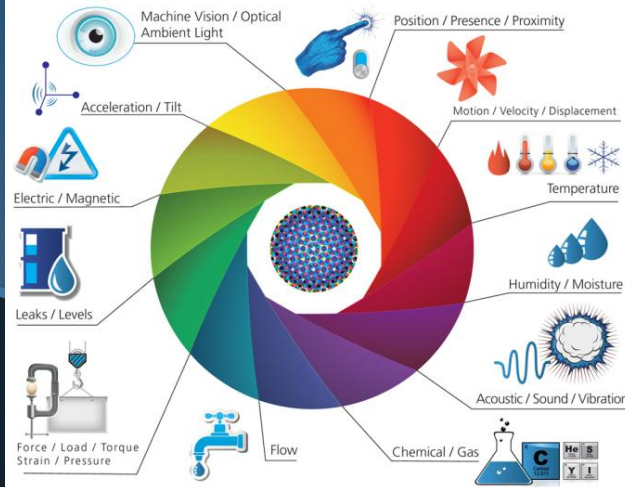 Machine Vision / Optical
Ambient Light
Position / Presence / Proximity
Acceleration / Tilt
Motion / Velocity / Displacement
Electric / Magnetic
Temperature
Leaks / Levels
Humidity / Moisture
Acoustic / Sound / Vibration
Force / Load / Torque
Strain / Pressure
Flow
Chemical / Gas
C
Carbon
He
S
Y
I